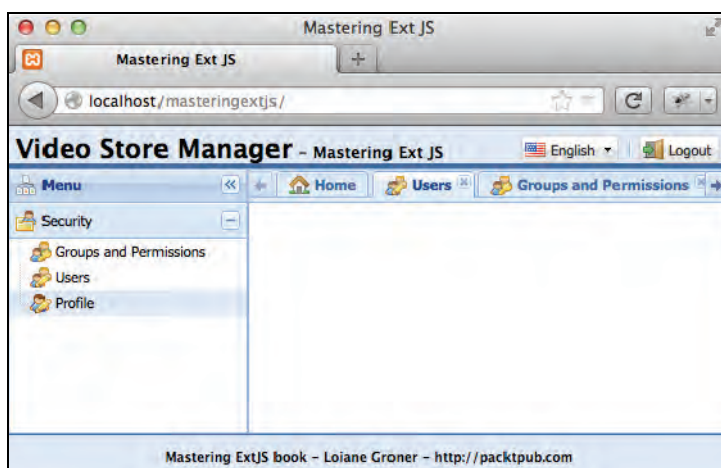 Mastering Ext JS
Mastering Ext JS
localhost/masteringextjs/
Video Store Manager - Mastering Ext JS
English
Logout
Menu
Home
Users
Groups and Permissions
Security
Groups and Permissions
Users
Profile
Mastering ExtJS book - Loiane Groner - http://packtpub.com